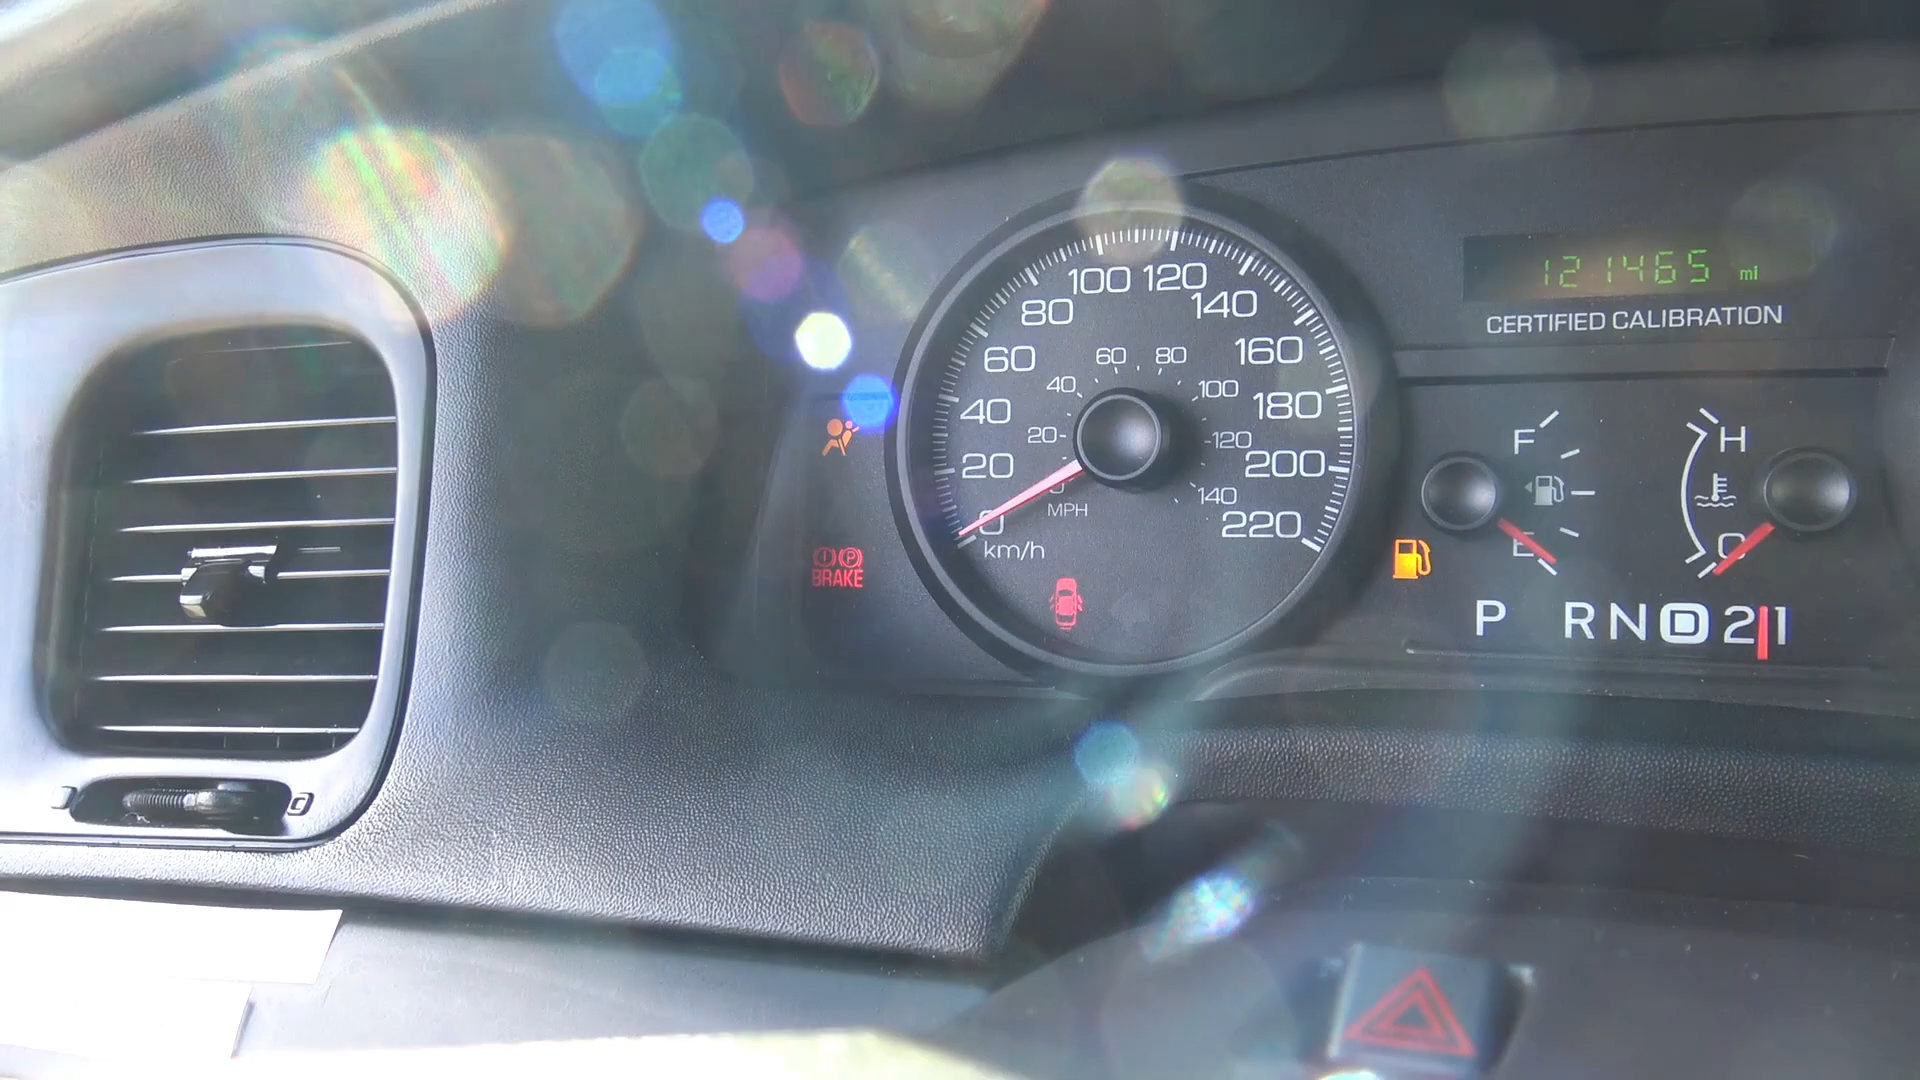 121465 mi
CERTIFIED CALIBRATION
0 20 40 60 80 100 120 140 160 180 200 220
km/h
20 40 60 80 100 120 140
MPH
BRAKE
P
F
E
H
C
P R N D 2 1